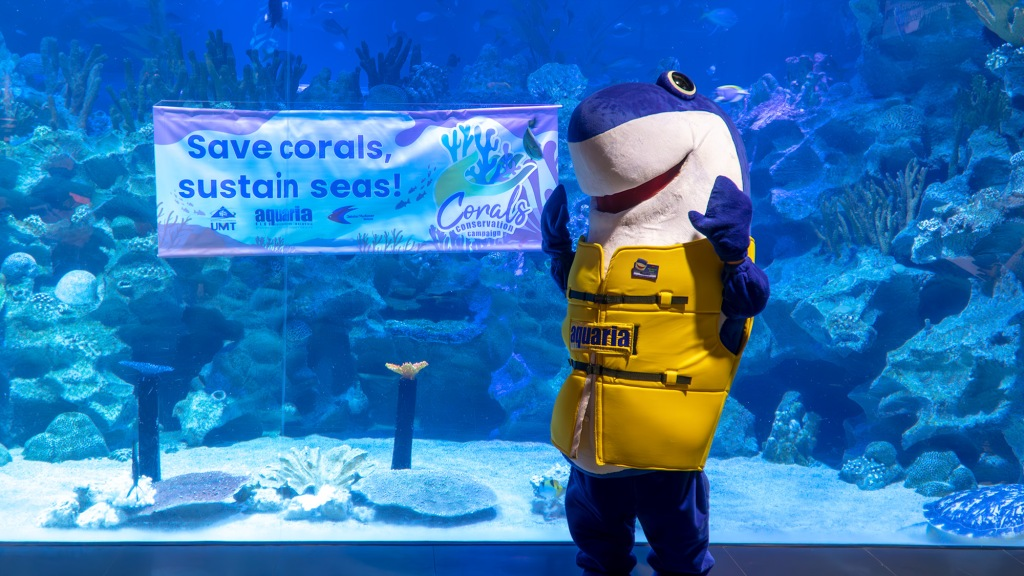 Save corals,
sustain seas!
UMT
aquaria
Corals
conservation
campaign
aquaria